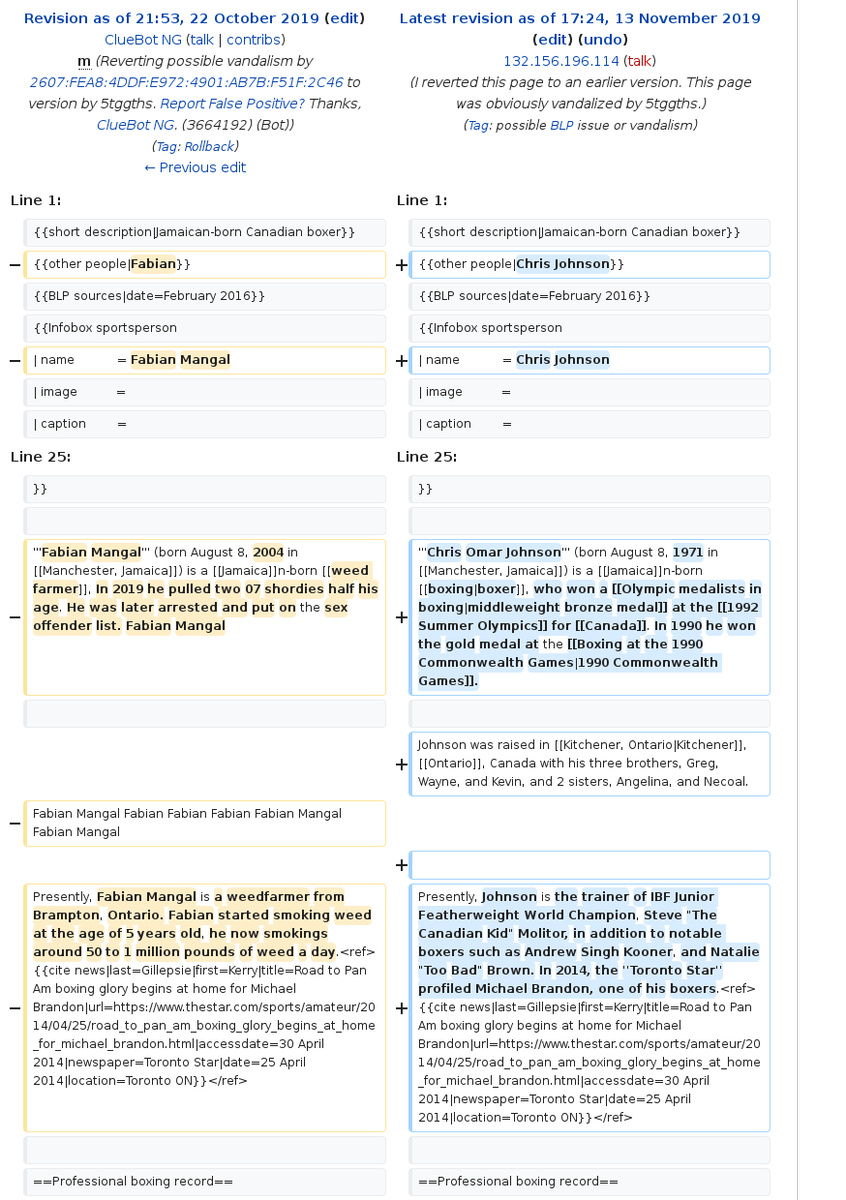 Revision as of 21:53, 22 October 2019 (edit)
ClueBot NG (talk | contribs)
m (Reverting possible vandalism by
2607:FEA8:4DDF:E972:4901:AB7B:F51F:2C46 to
version by 5tggths. Report False Positive? Thanks,
ClueBot NG. (3664192) (Bot))
(Tag: Rollback)
← Previous edit
Latest revision as of 17:24, 13 November 2019
(edit) (undo)
132.156.196.114 (talk)
(I reverted this page to an earlier version. This page
was obviously vandalized by 5tggths.)
(Tag: possible BLP issue or vandalism)
Line 1:
Line 1:
{{short description|Jamaican-born Canadian boxer}}
{{short description|Jamaican-born Canadian boxer}}
− {{other people|Fabian}}
+ {{other people|Chris Johnson}}
{{BLP sources|date=February 2016}}
{{BLP sources|date=February 2016}}
{{Infobox sportsperson
{{Infobox sportsperson
− | name = Fabian Mangal
+ | name = Chris Johnson
| image =
| image =
| caption =
| caption =
Line 25:
Line 25:
}}
}}
− '''Fabian Mangal''' (born August 8, 2004 in
[[Manchester, Jamaica]]) is a [[Jamaica]]n-born [[weed
farmer]], In 2019 he pulled two 07 shordies half his
age. He was later arrested and put on the sex
offender list. Fabian Mangal
+ '''Chris Omar Johnson''' (born August 8, 1971 in
[[Manchester, Jamaica]]) is a [[Jamaica]]n-born
[[boxing|boxer]], who won a [[Olympic medalists in
boxing|middleweight bronze medal]] at the [[1992
Summer Olympics]] for [[Canada]]. In 1990 he won
the gold medal at the [[Boxing at the 1990
Commonwealth Games|1990 Commonwealth
Games]].
+ Johnson was raised in [[Kitchener, Ontario|Kitchener]],
[[Ontario]], Canada with his three brothers, Greg,
Wayne, and Kevin, and 2 sisters, Angelina, and Necoal.
− Fabian Mangal Fabian Fabian Fabian Fabian Mangal
Fabian Mangal
+
− Presently, Fabian Mangal is a weedfarmer from
Brampton, Ontario. Fabian started smoking weed
at the age of 5 years old, he now smokings
around 50 to 1 million pounds of weed a day.<ref>
{{cite news|last=Gillepsie|first=Kerry|title=Road to Pan
Am boxing glory begins at home for Michael
Brandon|url=https://www.thestar.com/sports/amateur/20
14/04/25/road_to_pan_am_boxing_glory_begins_at_home
_for_michael_brandon.html|accessdate=30 April
2014|newspaper=Toronto Star|date=25 April
2014|location=Toronto ON}}</ref>
+ Presently, Johnson is the trainer of IBF Junior
Featherweight World Champion, Steve "The
Canadian Kid" Molitor, in addition to notable
boxers such as Andrew Singh Kooner, and Natalie
"Too Bad" Brown. In 2014, the ''Toronto Star''
profiled Michael Brandon, one of his boxers.<ref>
{{cite news|last=Gillepsie|first=Kerry|title=Road to Pan
Am boxing glory begins at home for Michael
Brandon|url=https://www.thestar.com/sports/amateur/20
14/04/25/road_to_pan_am_boxing_glory_begins_at_home
_for_michael_brandon.html|accessdate=30 April
2014|newspaper=Toronto Star|date=25 April
2014|location=Toronto ON}}</ref>
==Professional boxing record==
==Professional boxing record==